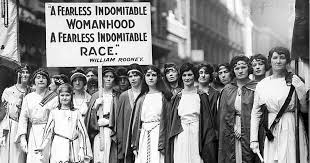 "A FEARLESS INDOMITABLE
WOMANHOOD
A FEARLESS INDOMITABLE
RACE."
WILLIAM ROONEY.